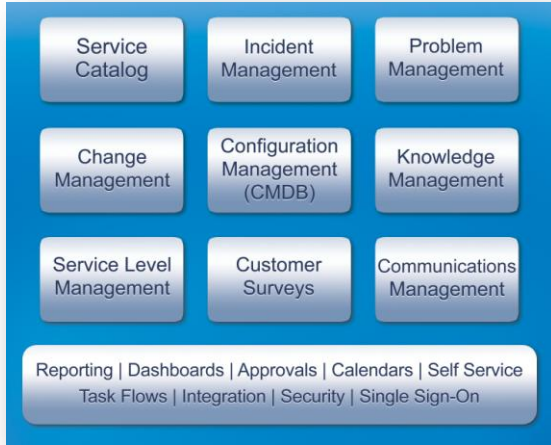 Service
Catalog
Incident
Management
Problem
Management
Change
Management
Configuration
Management
(CMDB)
Knowledge
Management
Service Level
Management
Customer
Surveys
Communications
Management
Reporting | Dashboards | Approvals | Calendars | Self Service
Task Flows | Integration | Security | Single Sign-On